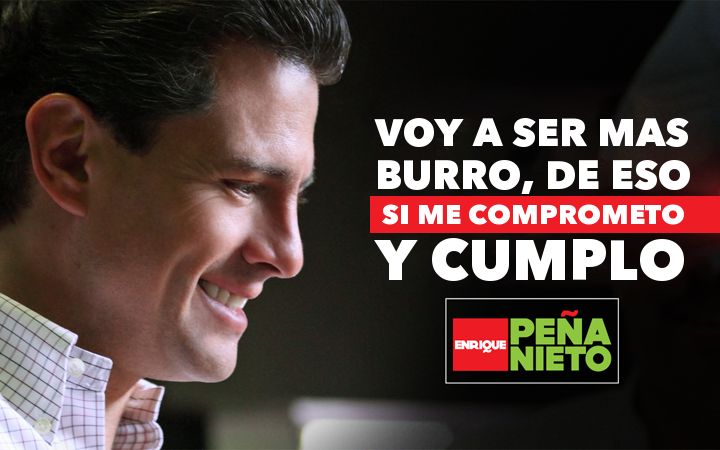 VOY A SER MAS
BURRO, DE ESO
SI ME COMPROMETO
Y CUMPLO
ENRIQUE
PEÑA
NIETO